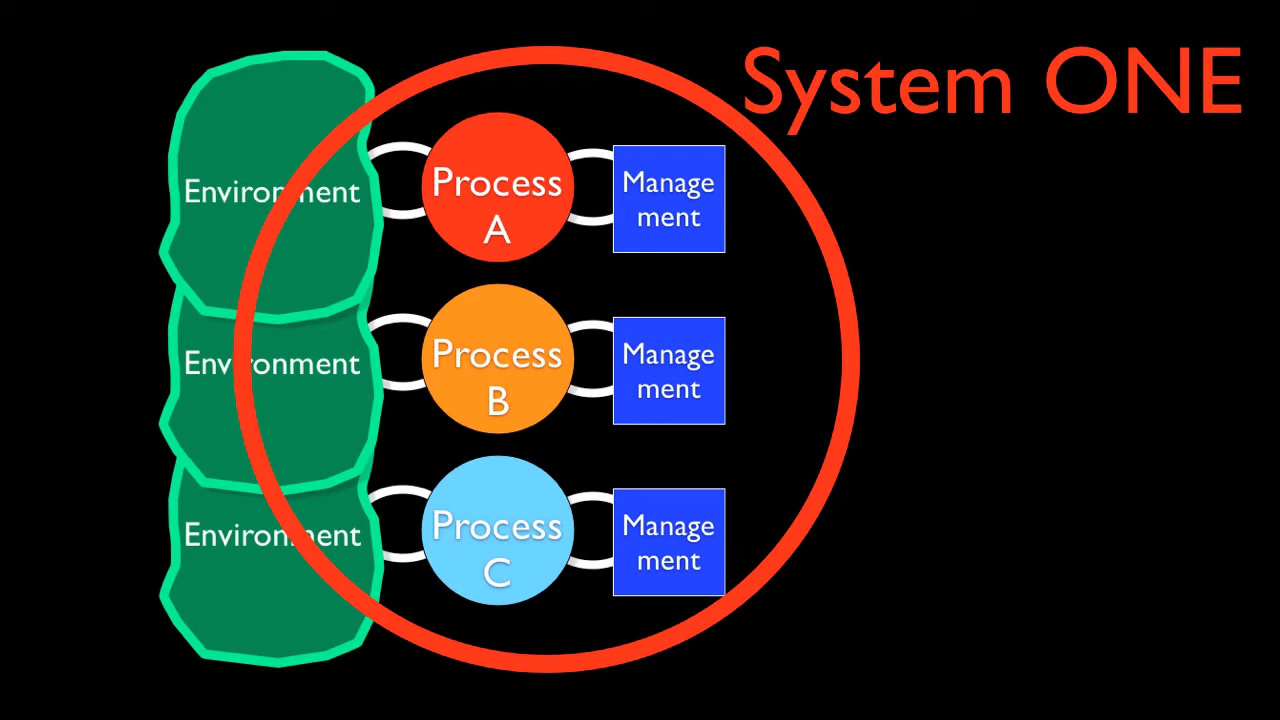 System ONE
Environment
Process
A
Manage
ment
Environment
Process
B
Manage
ment
Environment
Process
C
Manage
ment